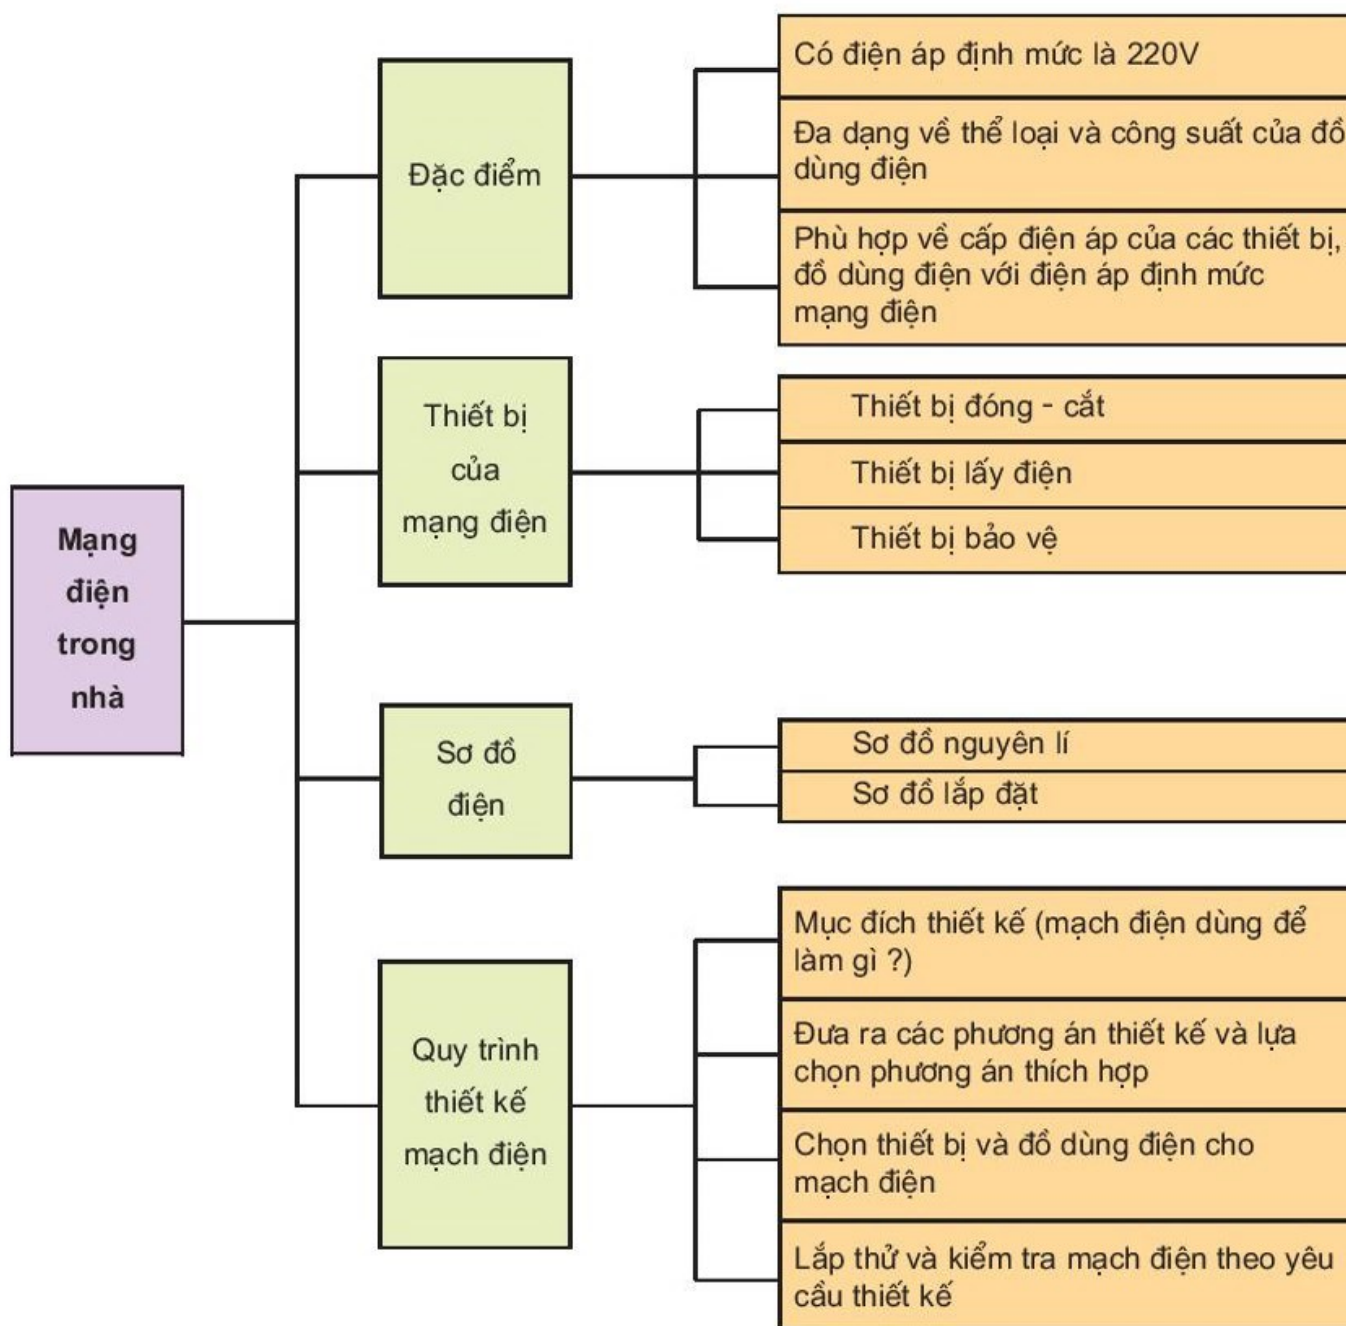 Mạng
điện
trong
nhà
Đặc điểm
Có điện áp định mức là 220V
Đa dạng về thể loại và công suất của đồ
dùng điện
Phù hợp về cấp điện áp của các thiết bị,
đồ dùng điện với điện áp định mức
mạng điện
Thiết bị
của
mạng điện
Thiết bị đóng - cắt
Thiết bị lấy điện
Thiết bị bảo vệ
Sơ đồ
điện
Sơ đồ nguyên lí
Sơ đồ lắp đặt
Quy trình
thiết kế
mạch điện
Mục đích thiết kế (mạch điện dùng để
làm gì ?)
Đưa ra các phương án thiết kế và lựa
chọn phương án thích hợp
Chọn thiết bị và đồ dùng điện cho
mạch điện
Lắp thử và kiểm tra mạch điện theo yêu
cầu thiết kế